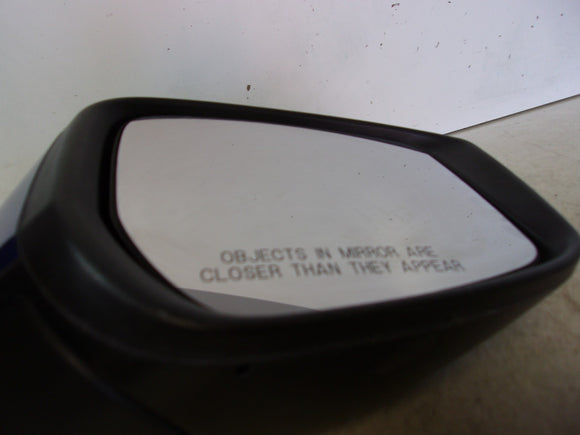 OBJECTS IN MIRROR ARE
CLOSER THAN THEY APPEAR